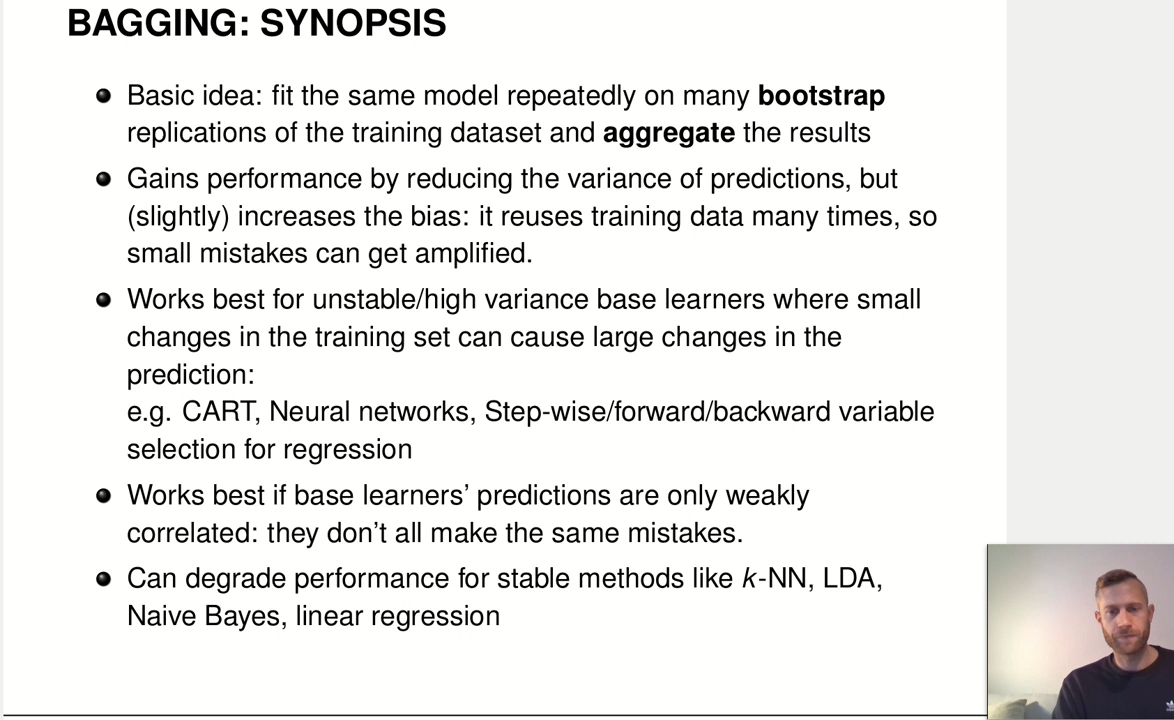 BAGGING: SYNOPSIS
Basic idea: fit the same model repeatedly on many bootstrap
replications of the training dataset and aggregate the results
Gains performance by reducing the variance of predictions, but
(slightly) increases the bias: it reuses training data many times, so
small mistakes can get amplified.
Works best for unstable/high variance base learners where small
changes in the training set can cause large changes in the
prediction:
e.g. CART, Neural networks, Step-wise/forward/backward variable
selection for regression
Works best if base learners' predictions are only weakly
correlated: they don't all make the same mistakes.
Can degrade performance for stable methods like k-NN, LDA,
Naive Bayes, linear regression